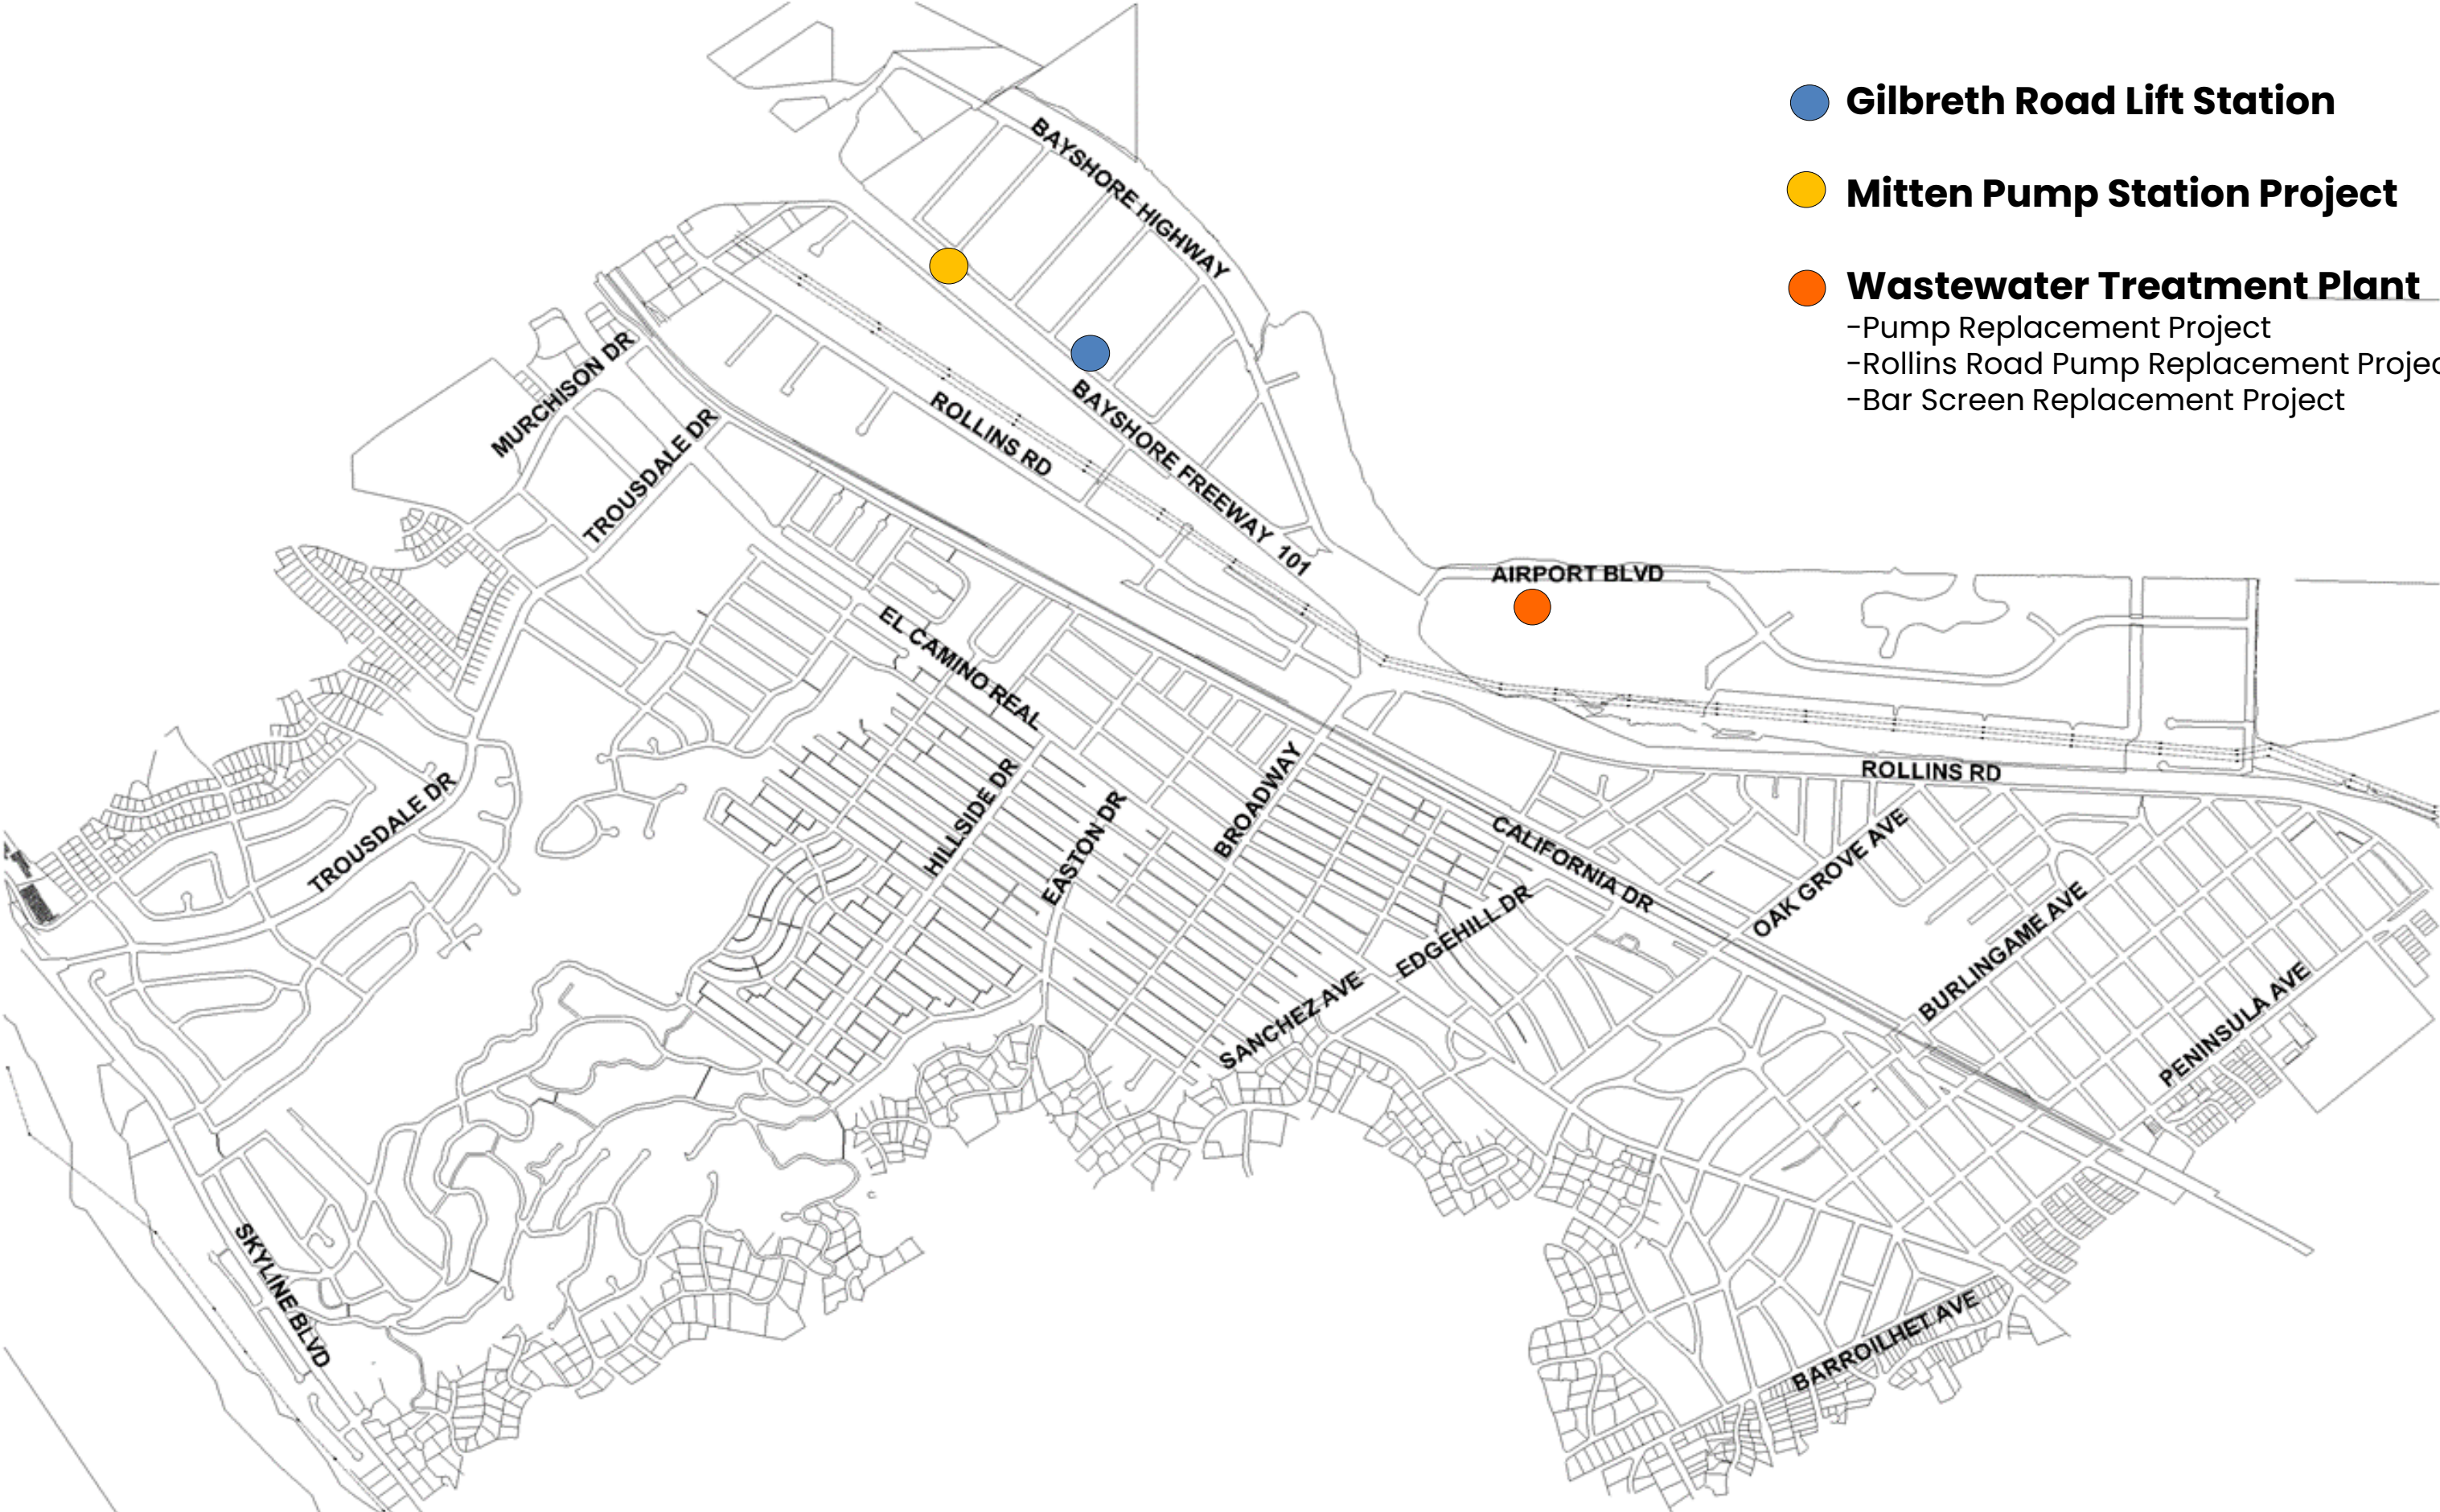 Gilbreth Road Lift Station
Mitten Pump Station Project
Wastewater Treatment Plant
-Pump Replacement Project
-Rollins Road Pump Replacement Projec
-Bar Screen Replacement Project
BAYSHORE HIGHWAY
MURCHISON DR
TROUSDALE DR
ROLLINS RD
BAYSHORE FREEWAY 101
AIRPORT BLVD
EL CAMINO REAL
TROUSDALE DR
HILLSIDE DR
EASTON DR
BROADWAY
ROLLINS RD
CALIFORNIA DR
OAK GROVE AVE
EDGEHILL DR
SANCHEZ AVE
BURLINGAME AVE
PENINSULA AVE
SKYLINE BLVD
BARROILHET AVE